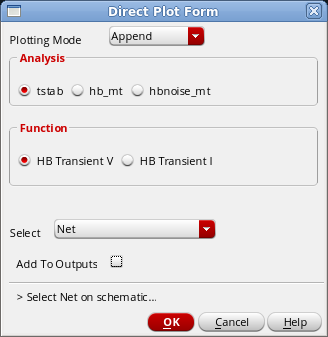 Direct Plot Form
Plotting Mode Append
Analysis
tstab hb_mt hbnoise_mt
Function
HB Transient V HB Transient I
Select Net
Add To Outputs
> Select Net on schematic...
OK Cancel Help